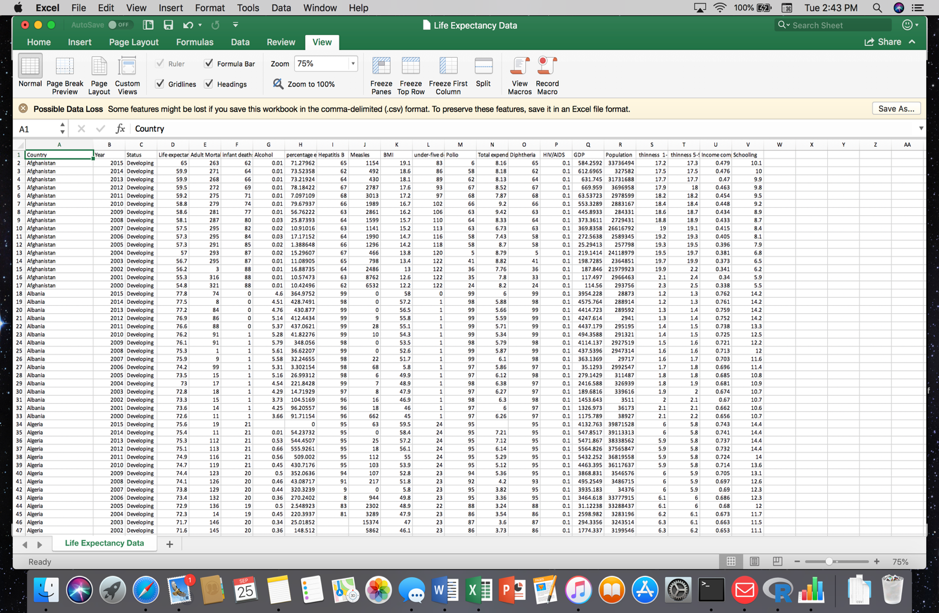 Excel File Edit View Insert Format Tools Data Window Help 100% Tue 2:43 PM
AutoSave OFF Life Expectancy Data Search Sheet
Home Insert Page Layout Formulas Data Review View Share
Normal Page Break Preview Page Layout Custom Views Ruler Formula Bar Gridlines Headings Zoom 75% Zoom to 100% Freeze Panes Freeze Top Row Freeze First Column Split View Macros Record Macro
Possible Data Loss Some features might be lost if you save this workbook in the comma-delimited (.csv) format. To preserve these features, save it in an Excel file format. Save As...
A1 fx Country
A B C D E F G H I J K L M N O P Q R S T U V W X Y Z AA
1 Country Year Status Life expectar Adult Mortal infant death Alcohol percentage e Hepatitis B Measles BMI under-five d Polio Total expend Diphtheria HIV/AIDS GDP Population thinness 1- thinness 5-! Income com Schooling
2 Afghanistan 2015 Developing 65 263 62 0.01 71.27962 65 1154 19.1 83 6 8.16 65 0.1 584.2592 33736494 17.2 17.3 0.479 10.1
3 Afghanistan 2014 Developing 59.9 271 64 0.01 73.52358 62 492 18.6 86 58 8.18 62 0.1 612.6965 327582 17.5 17.5 0.476 10
4 Afghanistan 2013 Developing 59.9 268 66 0.01 73.21924 64 430 18.1 89 62 8.13 64 0.1 631.745 31731688 17.7 17.7 0.47 9.9
5 Afghanistan 2012 Developing 59.5 272 69 0.01 78.18422 67 2787 17.6 93 67 8.52 67 0.1 669.959 3696958 17.9 18 0.463 9.8
6 Afghanistan 2011 Developing 59.2 275 71 0.01 7.097109 68 3013 17.2 97 68 7.87 68 0.1 63.53723 2978599 18.2 18.2 0.454 9.5
7 Afghanistan 2010 Developing 58.8 279 74 0.01 79.67937 66 1989 16.7 102 66 9.2 66 0.1 553.3289 2883167 18.4 18.4 0.448 9.2
8 Afghanistan 2009 Developing 58.6 281 77 0.01 56.76222 63 2861 16.2 106 63 9.42 63 0.1 445.8933 284331 18.6 18.7 0.434 8.9
9 Afghanistan 2008 Developing 58.1 287 80 0.03 25.87393 64 1599 15.7 110 64 8.33 64 0.1 373.3611 2729431 18.8 18.9 0.433 8.7
10 Afghanistan 2007 Developing 57.5 295 82 0.02 10.91016 63 1141 15.2 113 63 6.73 63 0.1 369.8358 26616792 19 19.1 0.415 8.4
11 Afghanistan 2006 Developing 57.3 295 84 0.03 17.17152 64 1990 14.7 116 58 7.43 58 0.1 272.5638 2589345 19.2 19.3 0.405 8.1
12 Afghanistan 2005 Developing 57.3 291 85 0.02 1.388648 66 1296 14.2 118 58 8.7 58 0.1 25.29413 257798 19.3 19.5 0.396 7.9
13 Afghanistan 2004 Developing 57 293 87 0.02 15.29607 67 466 13.8 120 5 8.79 5 0.1 219.1414 24118979 19.5 19.7 0.381 6.8
14 Afghanistan 2003 Developing 56.7 295 87 0.01 11.08905 65 798 13.4 122 41 8.82 41 0.1 198.7285 2364851 19.7 19.9 0.373 6.5
15 Afghanistan 2002 Developing 56.2 3 88 0.01 16.88735 64 2486 13 122 36 7.76 36 0.1 187.846 21979923 19.9 2.2 0.341 6.2
16 Afghanistan 2001 Developing 55.3 316 88 0.01 10.57473 63 8762 12.6 122 35 7.8 33 0.1 117.497 2966463 2.1 2.4 0.34 5.9
17 Afghanistan 2000 Developing 54.8 321 88 0.01 10.42496 62 6532 12.2 122 24 8.2 24 0.1 114.56 293756 2.3 2.5 0.338 5.5
18 Albania 2015 Developing 77.8 74 0 4.6 364.9752 99 0 58 0 99 6 99 0.1 3954.228 28873 1.2 1.3 0.762 14.2
19 Albania 2014 Developing 77.5 8 0 4.51 428.7491 98 0 57.2 1 98 5.88 98 0.1 4575.764 288914 1.2 1.3 0.761 14.2
20 Albania 2013 Developing 77.2 84 0 4.76 430.877 99 0 56.5 1 99 5.66 99 0.1 4414.723 289592 1.3 1.4 0.759 14.2
21 Albania 2012 Developing 76.9 86 0 5.14 412.4434 99 9 55.8 1 99 5.59 99 0.1 4247.614 2941 1.3 1.4 0.752 14.2
22 Albania 2011 Developing 76.6 88 0 5.37 437.0621 99 28 55.1 1 99 5.71 99 0.1 4437.179 295195 1.4 1.5 0.738 13.3
23 Albania 2010 Developing 76.2 91 1 5.28 41.82276 99 10 54.3 1 99 5.34 99 0.1 494.3588 291321 1.4 1.5 0.725 12.5
24 Albania 2009 Developing 76.1 91 1 5.79 348.056 98 0 53.5 1 98 5.79 98 0.1 4114.137 2927519 1.5 1.6 0.721 12.2
25 Albania 2008 Developing 75.3 1 1 5.61 36.62207 99 0 52.6 1 99 5.87 99 0.1 437.5396 2947314 1.6 1.6 0.713 12
26 Albania 2007 Developing 75.9 9 1 5.58 32.24655 98 22 51.7 1 99 6.1 98 0.1 363.1369 29717 1.6 1.7 0.703 11.6
27 Albania 2006 Developing 74.2 99 1 5.31 3.302154 98 68 5.8 1 97 5.86 97 0.1 35.1293 2992547 1.7 1.8 0.696 11.4
28 Albania 2005 Developing 73.5 15 1 5.16 26.99312 98 6 49.9 1 97 6.12 98 0.1 279.1429 311487 1.8 1.8 0.685 10.8
29 Albania 2004 Developing 73 17 1 4.54 221.8428 99 7 48.9 1 98 6.38 97 0.1 2416.588 326939 1.8 1.9 0.681 10.9
30 Albania 2003 Developing 72.8 18 1 4.29 14.71929 97 8 47.9 1 97 6.27 97 0.1 189.6816 339616 1.9 2 0.674 10.7
31 Albania 2002 Developing 73.3 15 1 3.73 104.5169 96 16 46.9 1 98 6.3 98 0.1 1453.643 3511 2 2.1 0.67 10.7
32 Albania 2001 Developing 73.6 14 1 4.25 96.20557 96 18 46 1 97 6 97 0.1 1326.973 36173 2.1 2.1 0.662 10.6
33 Albania 2000 Developing 72.6 11 1 3.66 91.71154 96 662 45 1 97 6.26 97 0.1 1175.789 38927 2.1 2.2 0.656 10.7
34 Algeria 2015 Developing 75.6 19 21 0 95 63 59.5 24 95 95 0.1 4132.763 39871528 6 5.8 0.743 14.4
35 Algeria 2014 Developing 75.4 11 21 0.01 54.23732 95 0 58.4 24 95 7.21 95 0.1 547.8517 39113313 6 5.8 0.741 14.4
36 Algeria 2013 Developing 75.3 112 21 0.53 544.4507 95 25 57.2 24 95 7.12 95 0.1 5471.867 38338562 5.9 5.8 0.737 14.4
37 Algeria 2012 Developing 75.1 113 21 0.66 555.9261 95 18 56.1 24 95 6.14 95 0.1 5564.826 37565847 5.9 5.8 0.732 14.4
38 Algeria 2011 Developing 74.9 116 21 0.56 509.002 95 112 55 24 95 5.29 95 0.1 5432.252 36819558 5.9 5.8 0.724 14
39 Algeria 2010 Developing 74.7 119 21 0.45 430.7176 95 103 53.9 24 95 5.12 95 0.1 4463.395 36117637 5.9 5.8 0.714 13.6
40 Algeria 2009 Developing 74.4 123 20 0.5 352.0636 94 107 52.8 24 94 5.36 95 0.1 3868.831 3546576 5.9 5.9 0.705 13.1
41 Algeria 2008 Developing 74.1 126 20 0.46 43.08717 91 217 51.8 23 92 4.2 93 0.1 495.2549 3486715 5.9 5.8 0.697 12.6
42 Algeria 2007 Developing 73.8 129 20 0.44 320.3239 9 0 5.8 23 95 3.82 95 0.1 3935.183 34376 5.9 5.9 0.69 12.3
43 Algeria 2006 Developing 73.4 132 20 0.36 270.2402 8 944 49.8 23 95 3.36 95 0.1 3464.618 33777915 6.1 6 0.686 12.3
44 Algeria 2005 Developing 72.9 136 19 0.5 2.548923 83 2302 48.9 22 88 3.24 88 0.1 31.12238 33288437 6.1 6 0.68 12
45 Algeria 2004 Developing 72.3 14 19 0.45 220.3937 81 3289 47.9 23 86 3.54 86 0.1 2598.982 3283196 6.2 6.1 0.673 11.7
46 Algeria 2003 Developing 71.7 146 20 0.34 25.01852 15374 47 23 87 3.6 87 0.1 294.3356 3243514 6.3 6.1 0.663 11.5
47 Algeria 2002 Developing 71.6 145 20 0.36 148.512 5862 46.1 23 86 3.73 86 0.1 1774.337 3199546 6.3 6.2 0.653 11.1
Life Expectancy Data +
Ready 75%
1 SEP 25